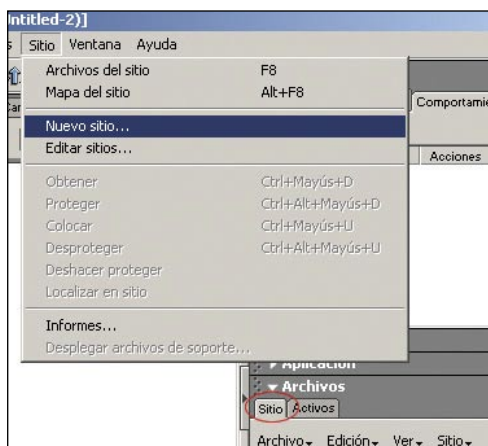 Untitled-2)]
Sitio Ventana Ayuda
Archivos del sitio F8
Mapa del sitio Alt+F8
Nuevo sitio...
Editar sitios...
Obtener Ctrl+Mayús+D
Proteger Ctrl+Alt+Mayús+D
Colocar Ctrl+Mayús+U
Desproteger Ctrl+Alt+Mayús+U
Deshacer proteger
Localizar en sitio
Informes...
Desplegar archivos de soporte...
Acciones
Aplicación
Archivos
Sitio Activos
Archivo Edición Ver Sitio